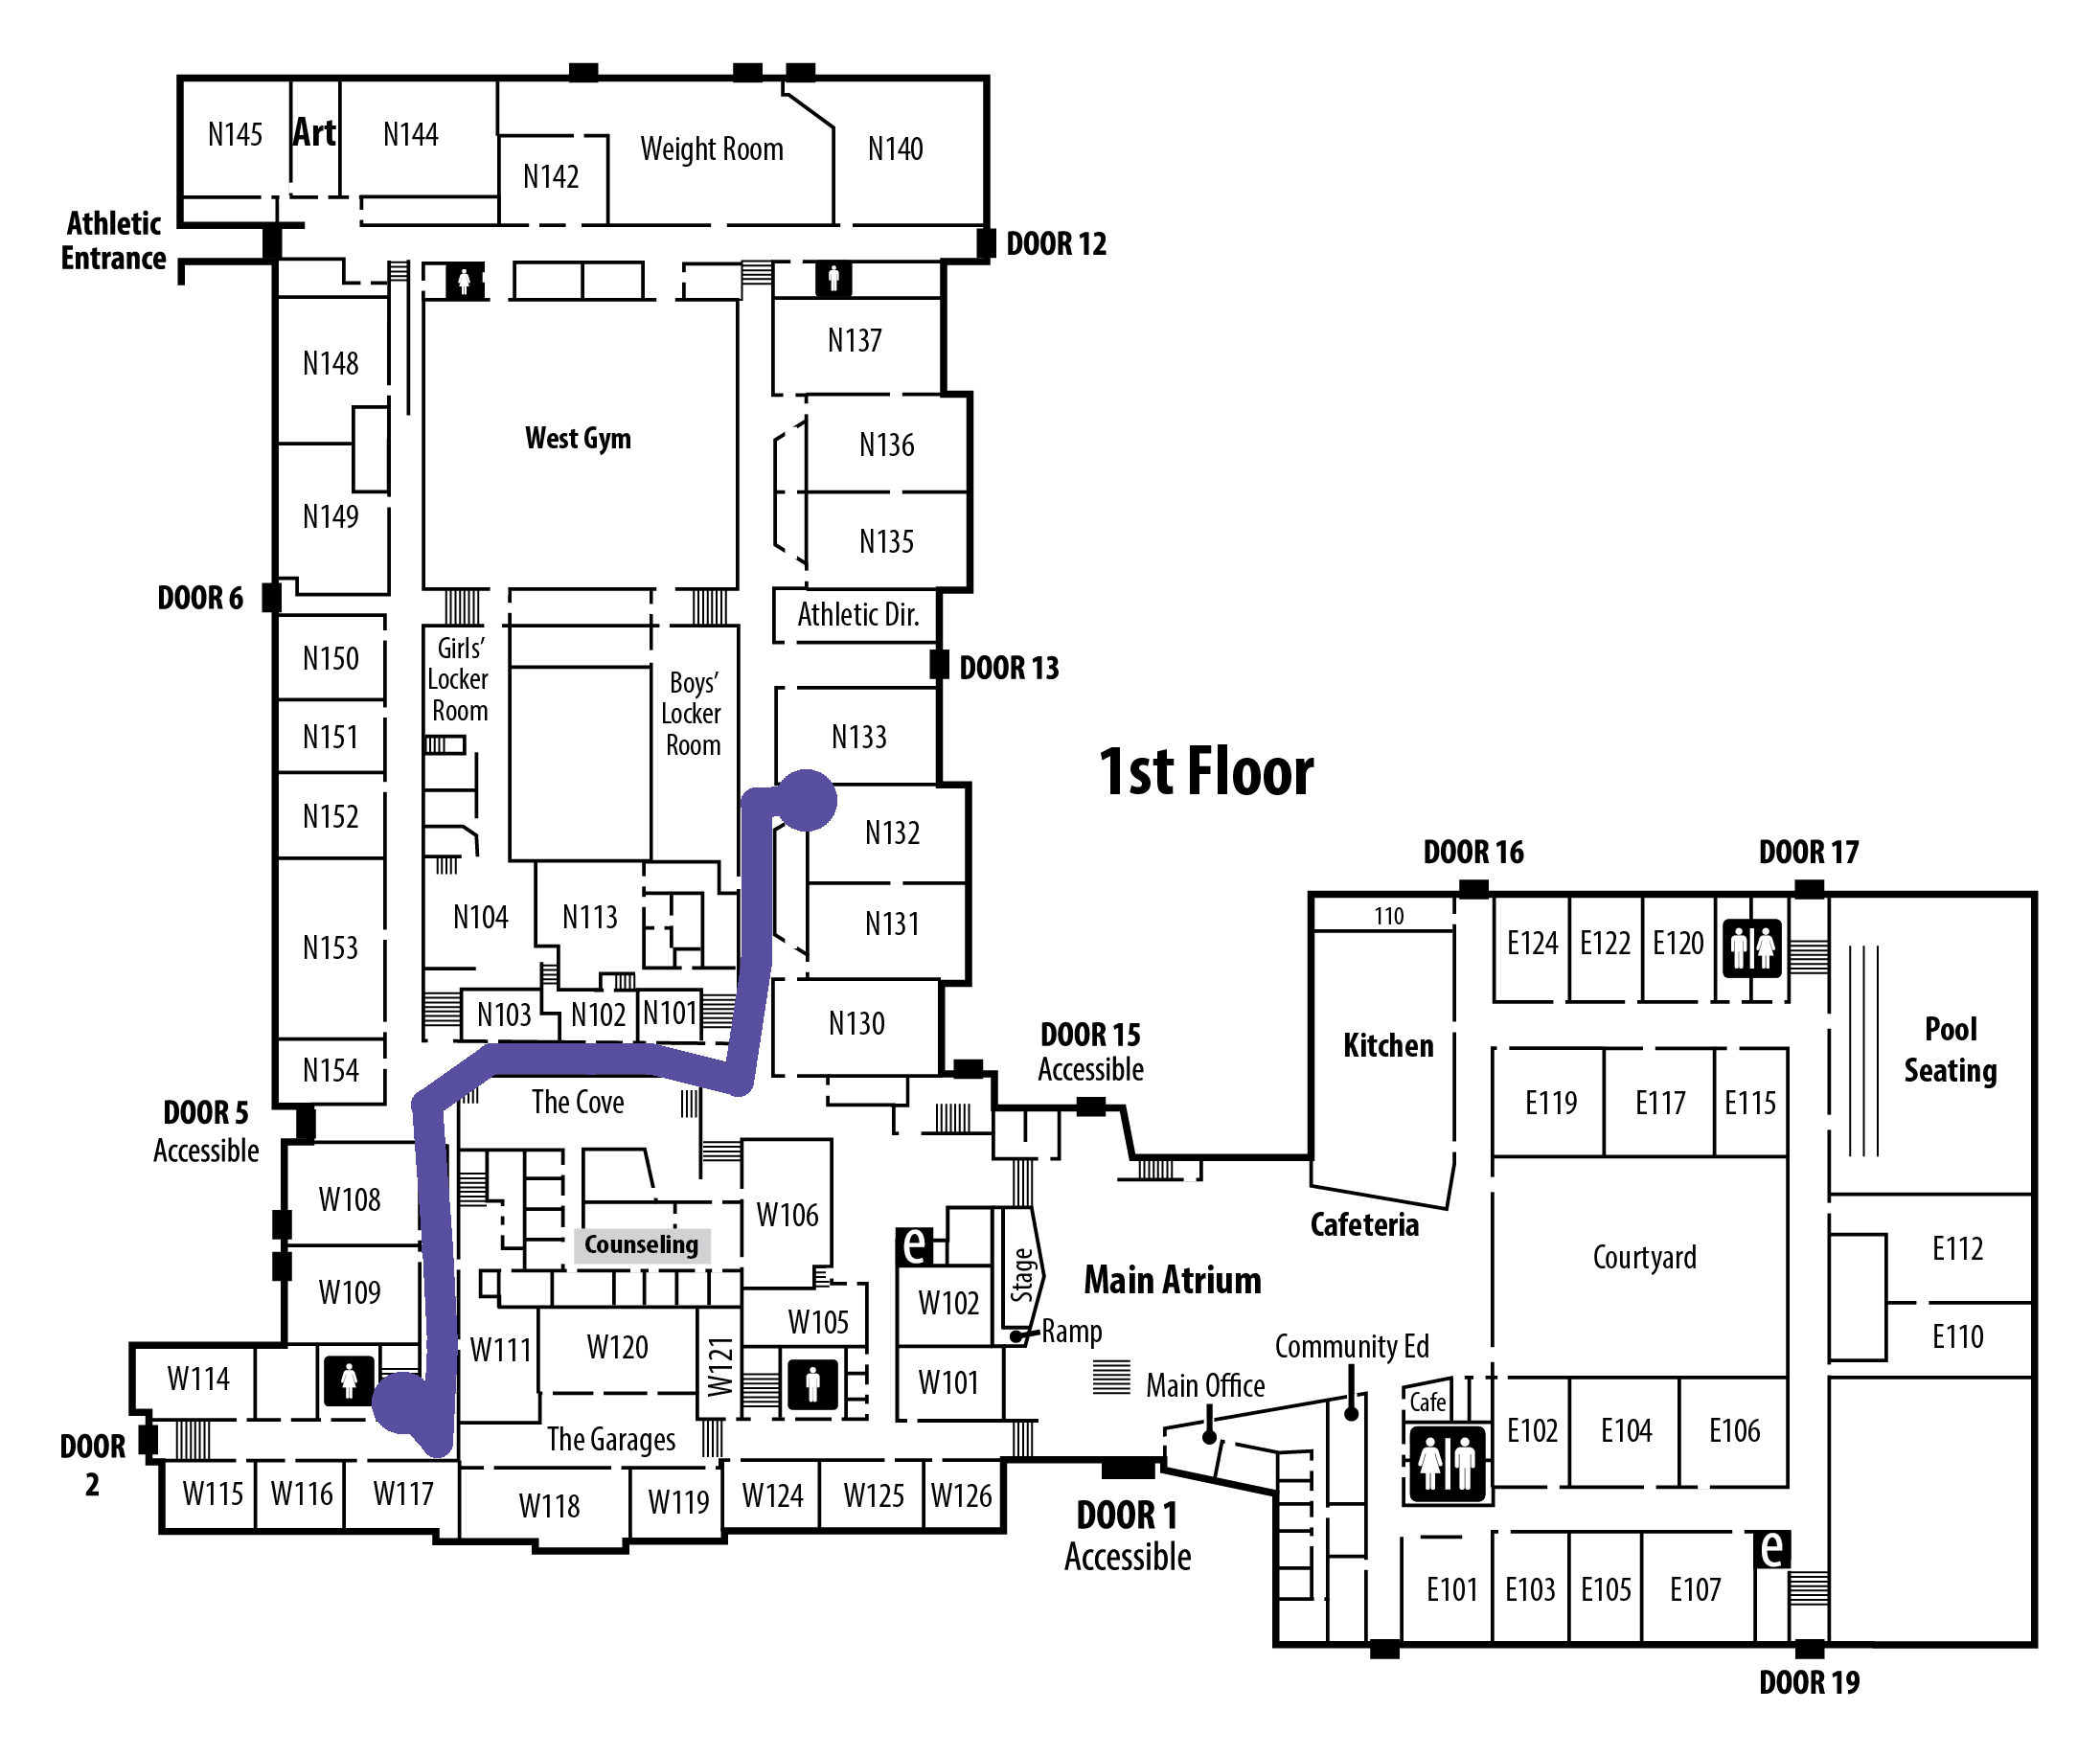 N145
Art
N144
N142
Weight Room
N140
Athletic
Entrance
DOOR 12
N148
N137
West Gym
N136
N149
N135
DOOR 6
Athletic Dir.
N150
Girls’
Locker
Room
Boys’
Locker
Room
DOOR 13
N151
N133
1st Floor
N152
N132
DOOR 16
DOOR 17
N153
N104
N113
N131
110
E124
E122
E120
N103
N102
N101
N130
DOOR 15
Accessible
Kitchen
Pool
Seating
N154
The Cove
DOOR 5
Accessible
E119
E117
E115
W108
W106
Counseling
e
Cafeteria
Courtyard
E112
W109
W102
Stage
Main Atrium
W105
Ramp
E110
W111
W120
W121
Community Ed
W114
W101
Main Office
Cafe
DOOR
2
The Garages
E102
E104
E106
W115
W116
W117
W118
W119
W124
W125
W126
DOOR 1
Accessible
e
E101
E103
E105
E107
DOOR 19